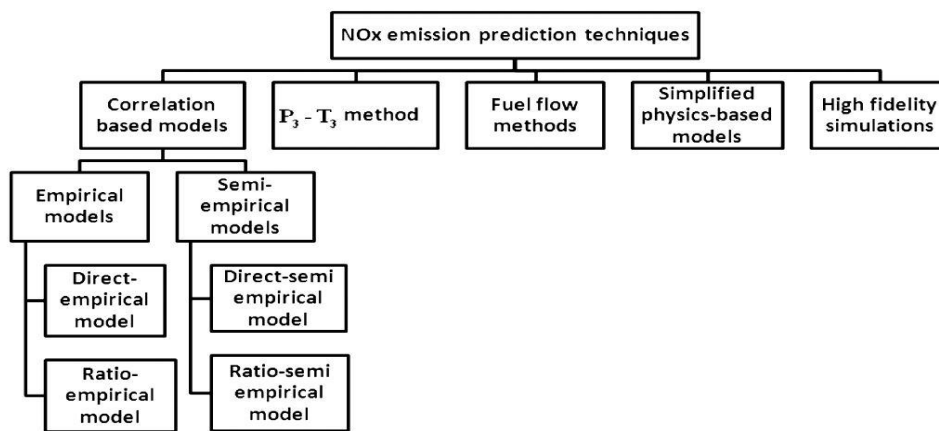 NOx emission prediction techniques
Correlation
based models
P₃ - T₃ method
Fuel flow
methods
Simplified
physics-based
models
High fidelity
simulations
Empirical
models
Semi-
empirical
models
Direct-
empirical
model
Direct-semi
empirical
model
Ratio-
empirical
model
Ratio-semi
empirical
model